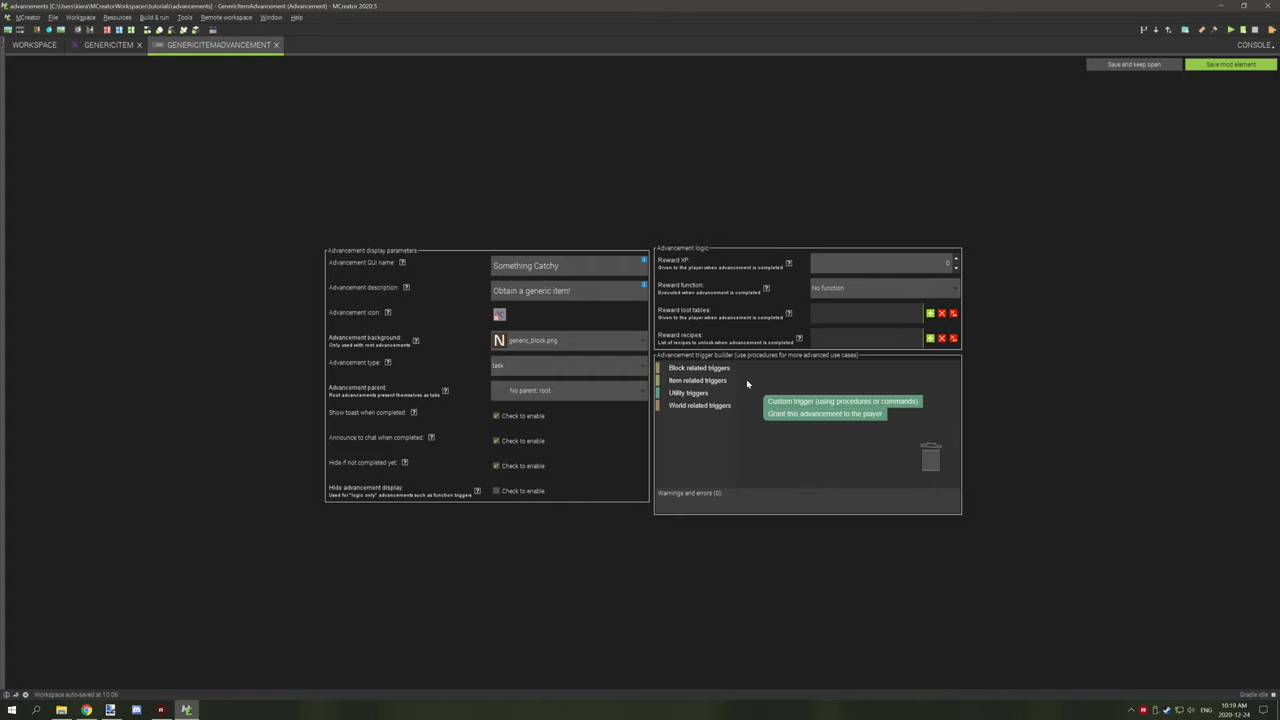 advancements [C:\Users\kiera\MCreatorWorkspaces\tutorials\advancements] - GenericItemAdvancement (Advancement) - MCreator 2020.5
MCreator File Workspace Resources Build & run Tools Remote workspace Window Help
WORKSPACE GENERICITEM GENERICITEMADVANCEMENT CONSOLE
Save and keep open Save mod element
Advancement display parameters
Advancement GUI name: ? Something Catchy
Advancement description: ? Obtain a generic item!
Advancement icon: ?
Advancement background: ? generic_block.png
Only used with root advancements
Advancement type: ? task
Advancement parent: ? No parent: root
Root advancements present themselves as tabs
Show toast when completed: ? Check to enable
Announce to chat when completed: ? Check to enable
Hide if not completed yet: ? Check to enable
Hide advancement display: ? Check to enable
Used for "logic only" advancements such as function triggers
Advancement logic
Reward XP: ? 0
Given to the player when advancement is completed
Reward function: ? No function
Executed when advancement is completed
Reward loot tables: ?
Given to the player when advancement is completed
Reward recipes: ?
List of recipes to unlock when advancement is completed
Advancement trigger builder (use procedures for more advanced use cases)
Block related triggers
Item related triggers
Utility triggers
World related triggers
Custom trigger (using procedures or commands)
Grant this advancement to the player
Warnings and errors (0)
Workspace auto-saved at 10.06 Gradle idle
ENG 10:19 AM
2020-12-24